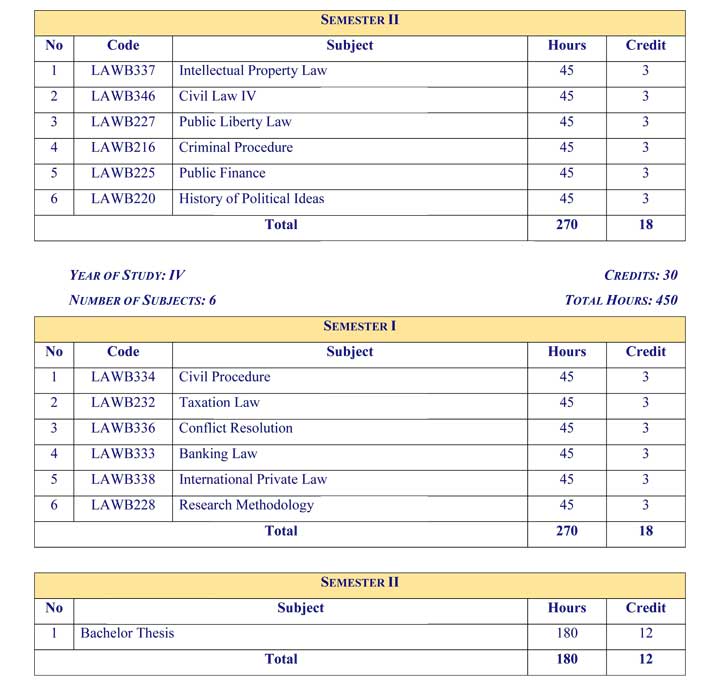 SEMESTER II
No Code Subject Hours Credit
1 LAWB337 Intellectual Property Law 45 3
2 LAWB346 Civil Law IV 45 3
3 LAWB227 Public Liberty Law 45 3
4 LAWB216 Criminal Procedure 45 3
5 LAWB225 Public Finance 45 3
6 LAWB220 History of Political Ideas 45 3
Total 270 18
YEAR OF STUDY: IV CREDITS: 30
NUMBER OF SUBJECTS: 6 TOTAL HOURS: 450
SEMESTER I
No Code Subject Hours Credit
1 LAWB334 Civil Procedure 45 3
2 LAWB232 Taxation Law 45 3
3 LAWB336 Conflict Resolution 45 3
4 LAWB333 Banking Law 45 3
5 LAWB338 International Private Law 45 3
6 LAWB228 Research Methodology 45 3
Total 270 18
SEMESTER II
No Subject Hours Credit
1 Bachelor Thesis 180 12
Total 180 12